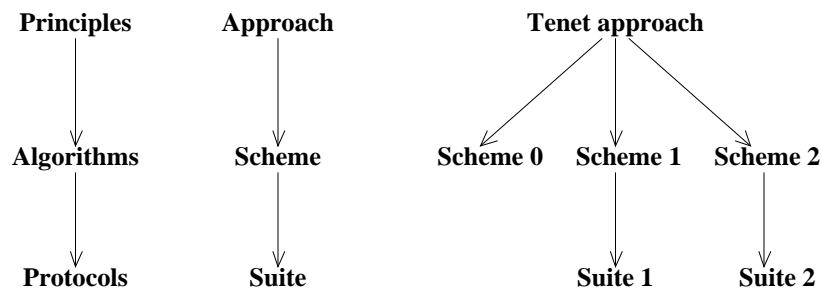 Principles Approach Tenet approach
Algorithms Scheme Scheme 0 Scheme 1 Scheme 2
Protocols Suite Suite 1 Suite 2